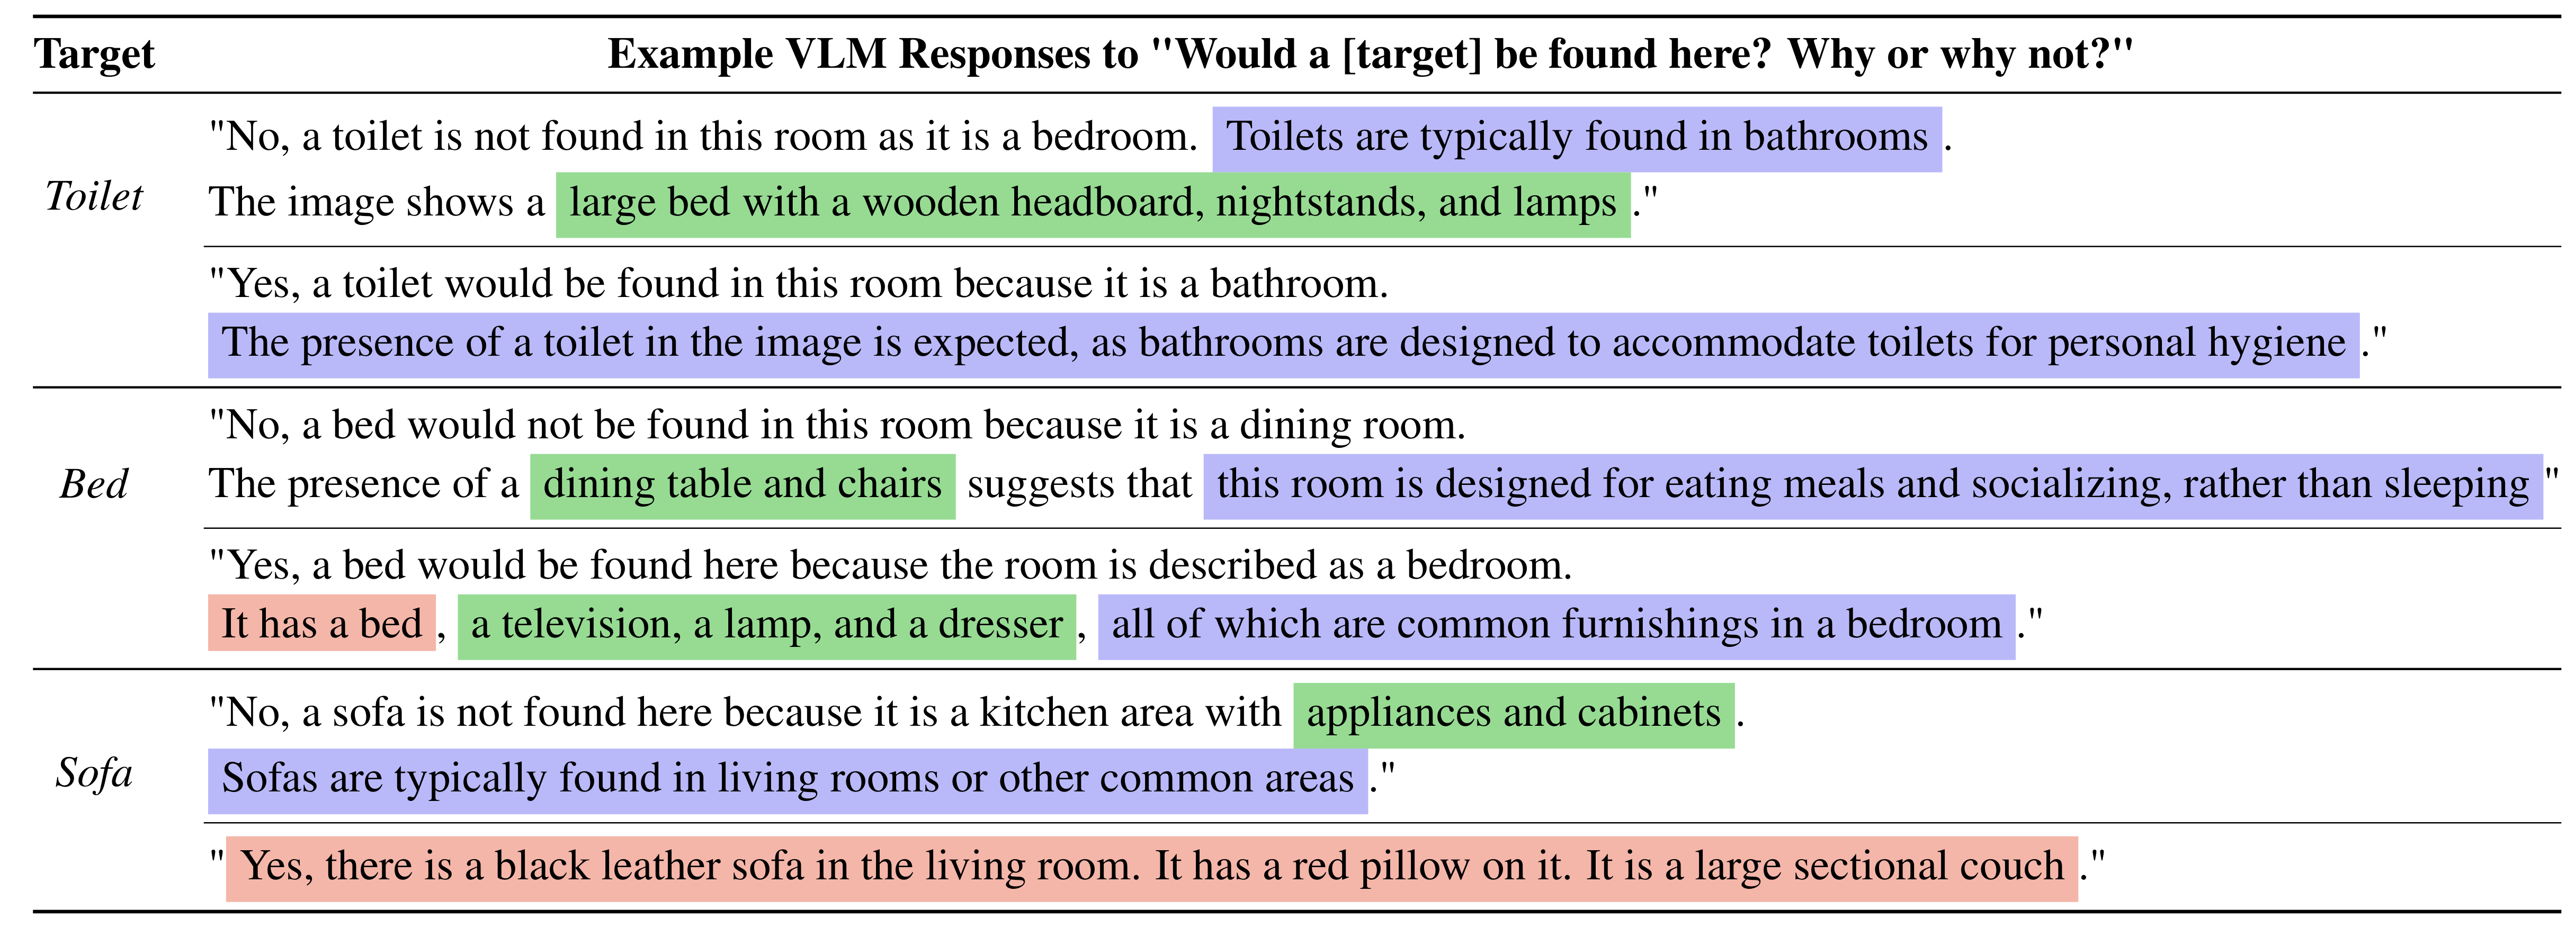 Target Example VLM Responses to "Would a [target] be found here? Why or why not?"
"No, a toilet is not found in this room as it is a bedroom. Toilets are typically found in bathrooms.
Toilet
The image shows a large bed with a wooden headboard, nightstands, and lamps."
"Yes, a toilet would be found in this room because it is a bathroom.
The presence of a toilet in the image is expected, as bathrooms are designed to accommodate toilets for personal hygiene."
"No, a bed would not be found in this room because it is a dining room.
Bed
The presence of a dining table and chairs suggests that this room is designed for eating meals and socializing, rather than sleeping"
"Yes, a bed would be found here because the room is described as a bedroom.
It has a bed, a television, a lamp, and a dresser, all of which are common furnishings in a bedroom."
"No, a sofa is not found here because it is a kitchen area with appliances and cabinets.
Sofa
Sofas are typically found in living rooms or other common areas."
"Yes, there is a black leather sofa in the living room. It has a red pillow on it. It is a large sectional couch."